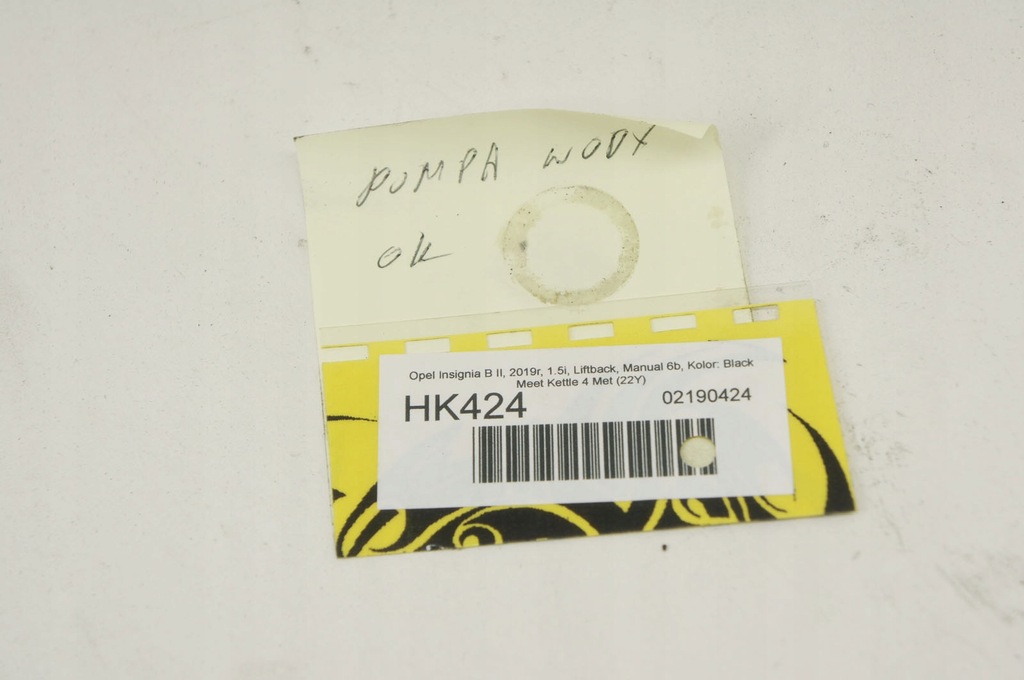 POMPA WODY
OK
Opel Insignia B II, 2019r, 1.5i, Liftback, Manual 6b, Kolor: Black
Meet Kettle 4 Met (22Y)
HK424
02190424